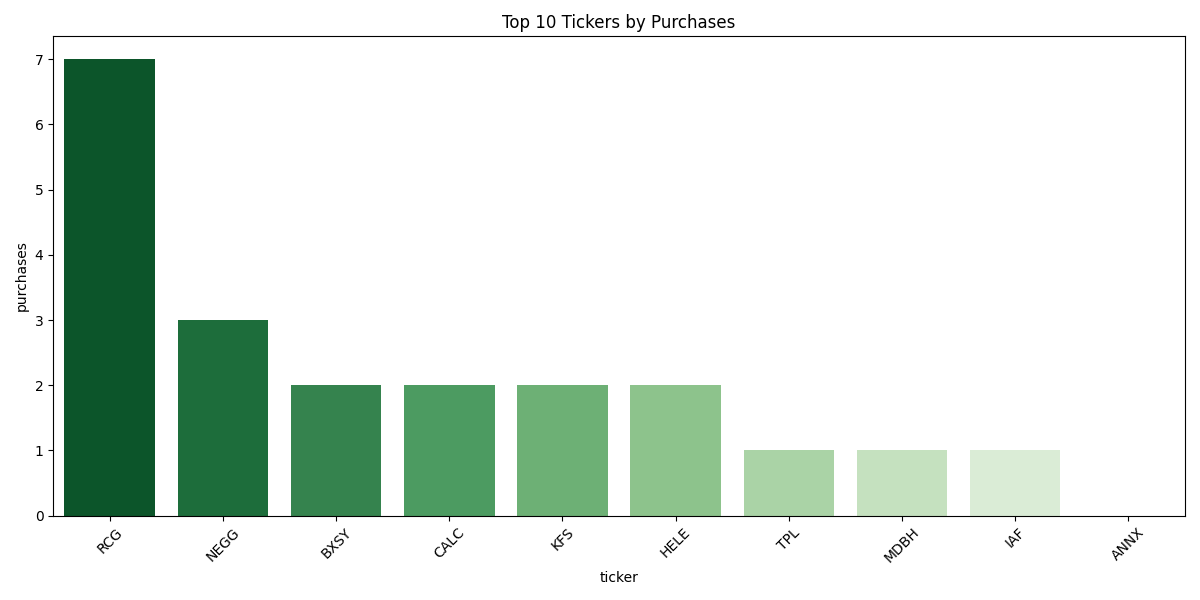 Top 10 Tickers by Purchases
purchases
7
6
5
4
3
2
1
0
RCG
NEGG
BXSY
CALC
KFS
HELE
TPL
MDBH
IAF
ANNX
ticker